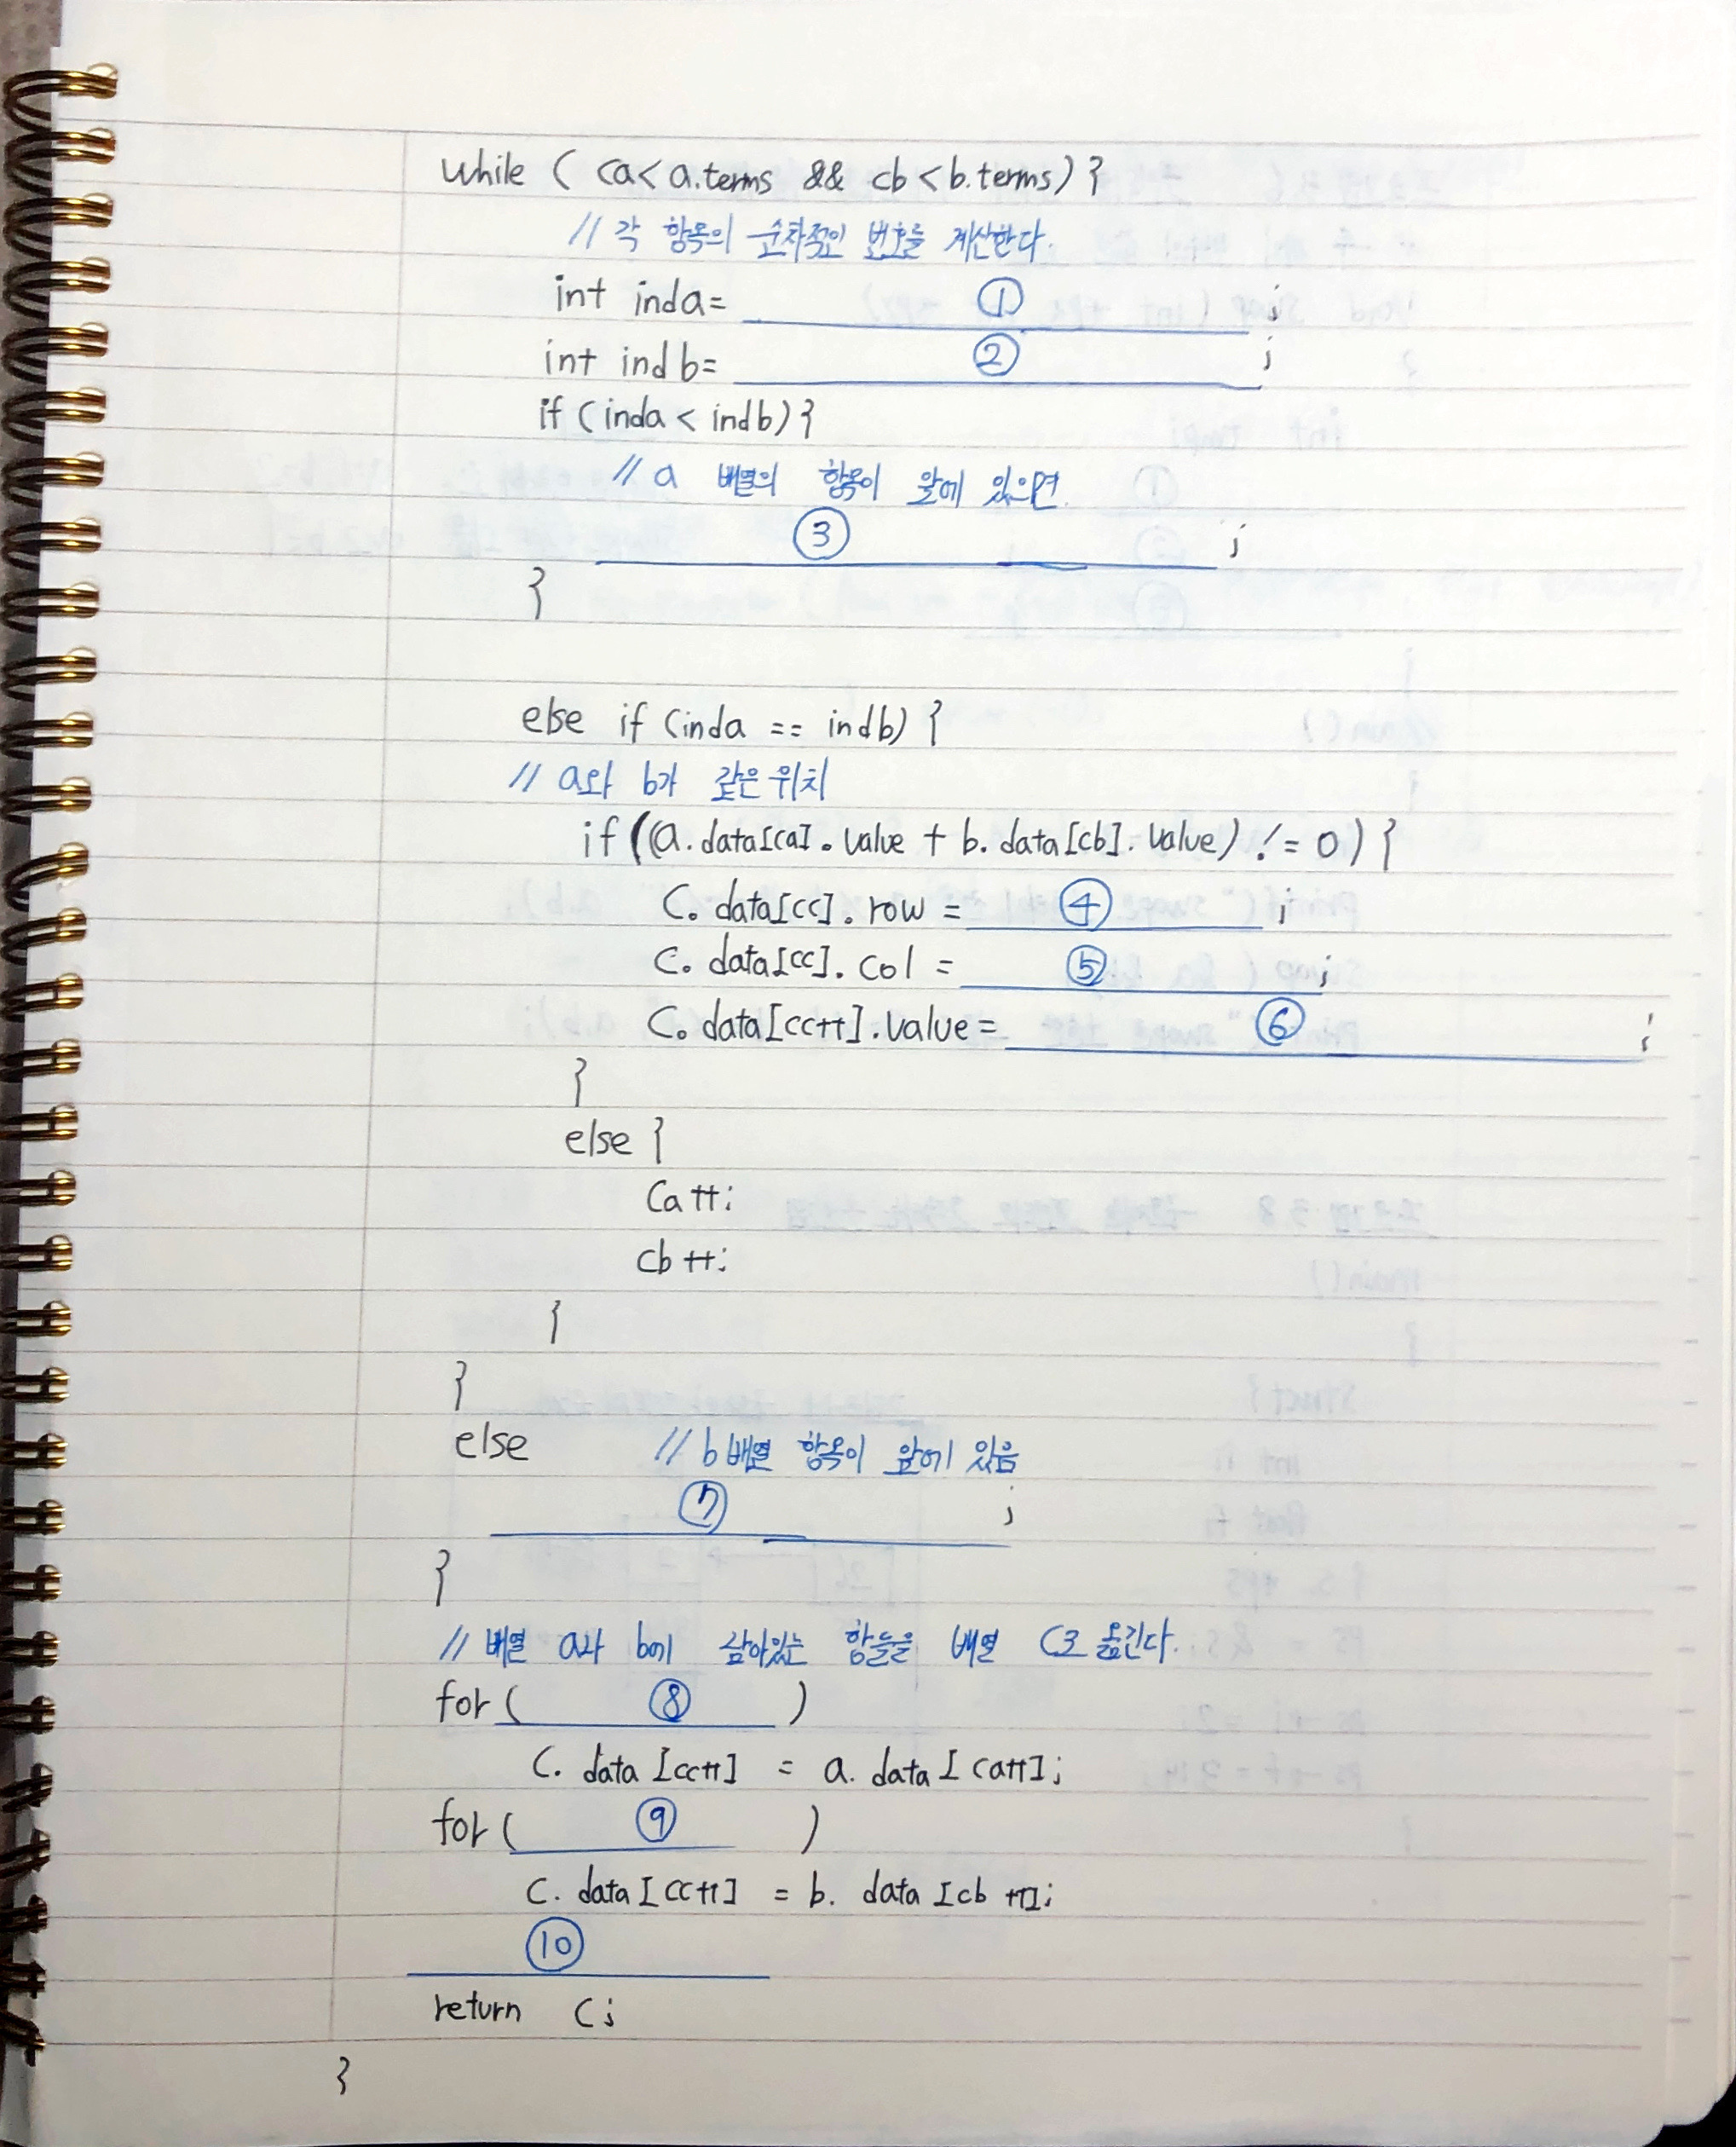 while ( ca< a.terms && cb < b.terms) {
// 각 항목의 순차적인 번호를 계산한다.
int inda= ① ;
int indb= ② ;
if (inda < indb) {
// a 배열의 항목이 앞에 있으면
③ ;
}
else if (inda == indb) {
// a와 b가 같은 위치
if ((a.data[ca].value + b.data[cb].value) != 0) {
C.data[cc].row = ④ ;
C.data[cc].col = ⑤ ;
C.data[cc++].value = ⑥ ;
}
else {
Ca++;
cb++;
}
}
else // b배열 항목이 앞에 있음
⑦ ;
}
// 배열 a와 b에 남아있는 항들을 배열 C로 옮긴다.
for ( ⑧ )
C. data [cc++] = a. data [ca++];
for ( ⑨ )
C. data [cc++] = b. data [cb ++];
⑩
return C;
}